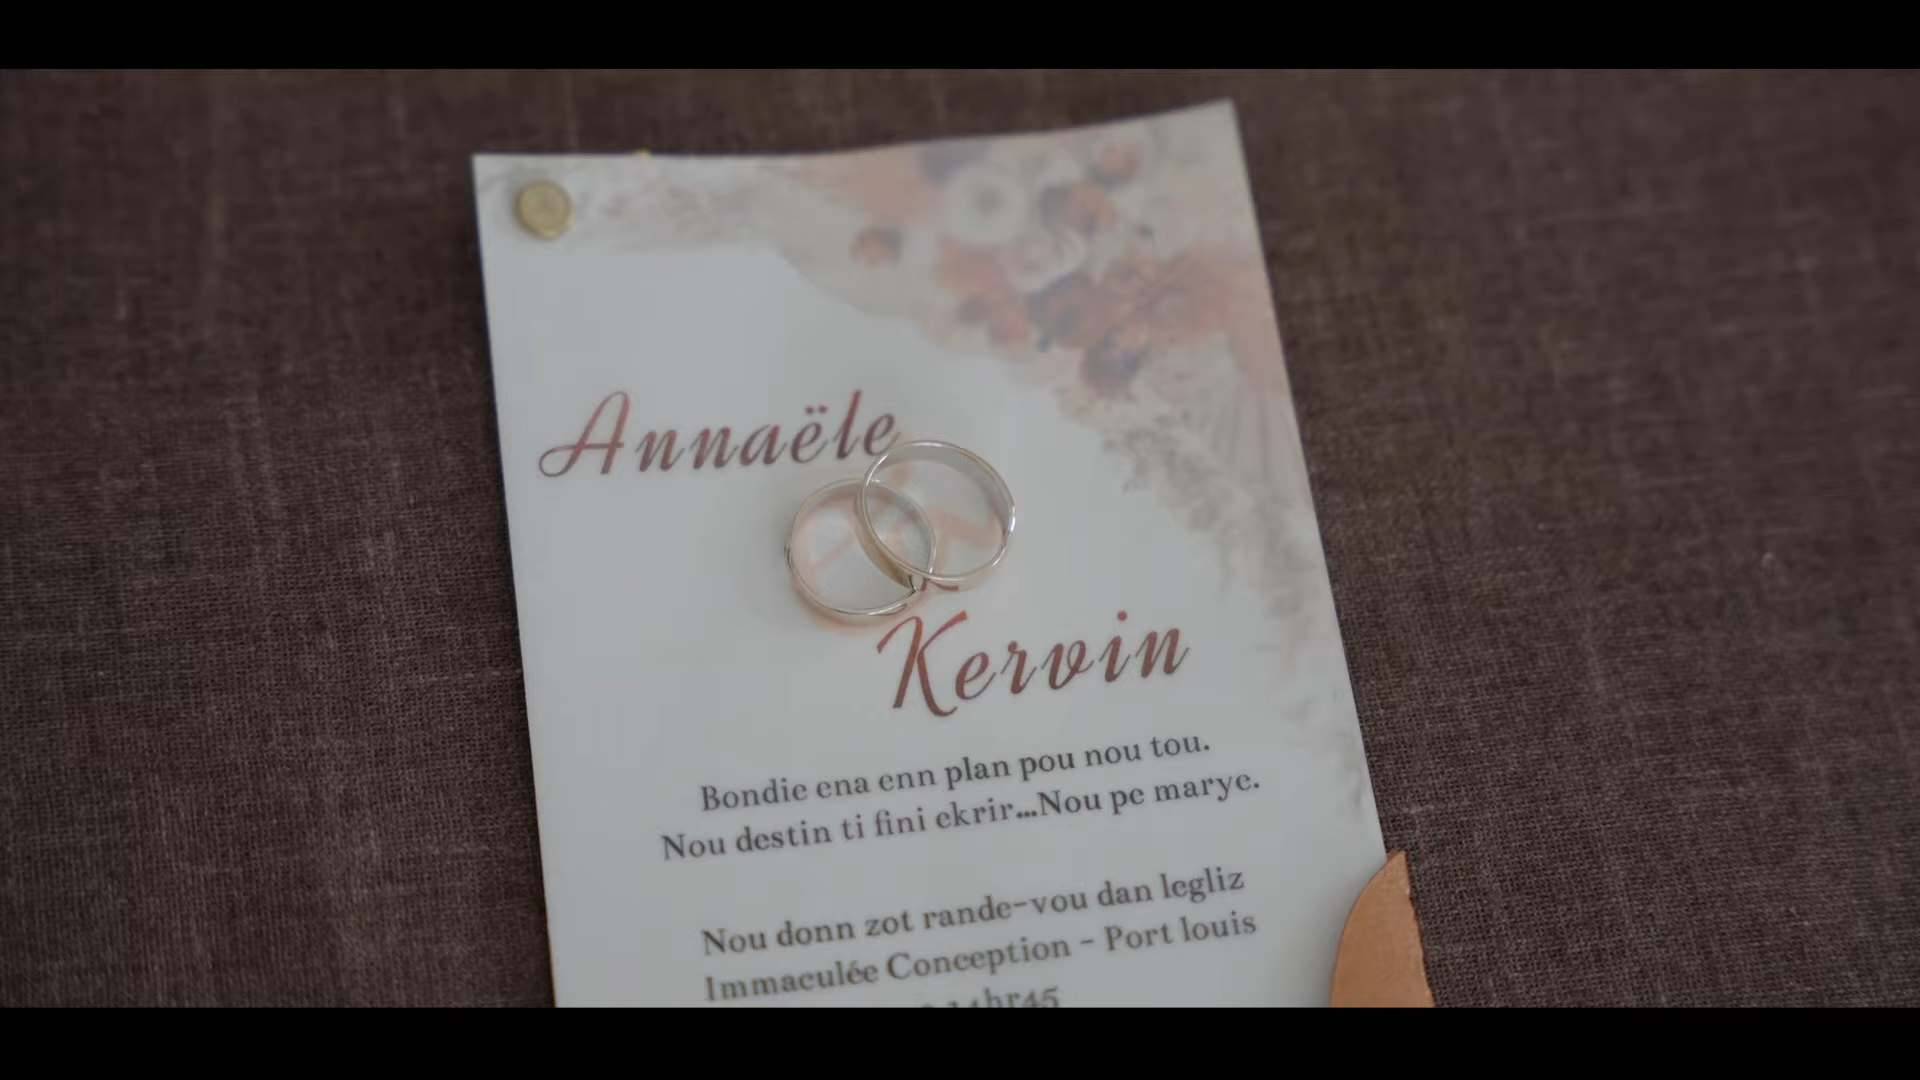 Annaële
Kervin
Bondie ena enn plan pou nou tou.
Nou destin ti fini ekrir...Nou pe marye.
Nou donn zot rande-vou dan legliz
Immaculée Conception - Port louis